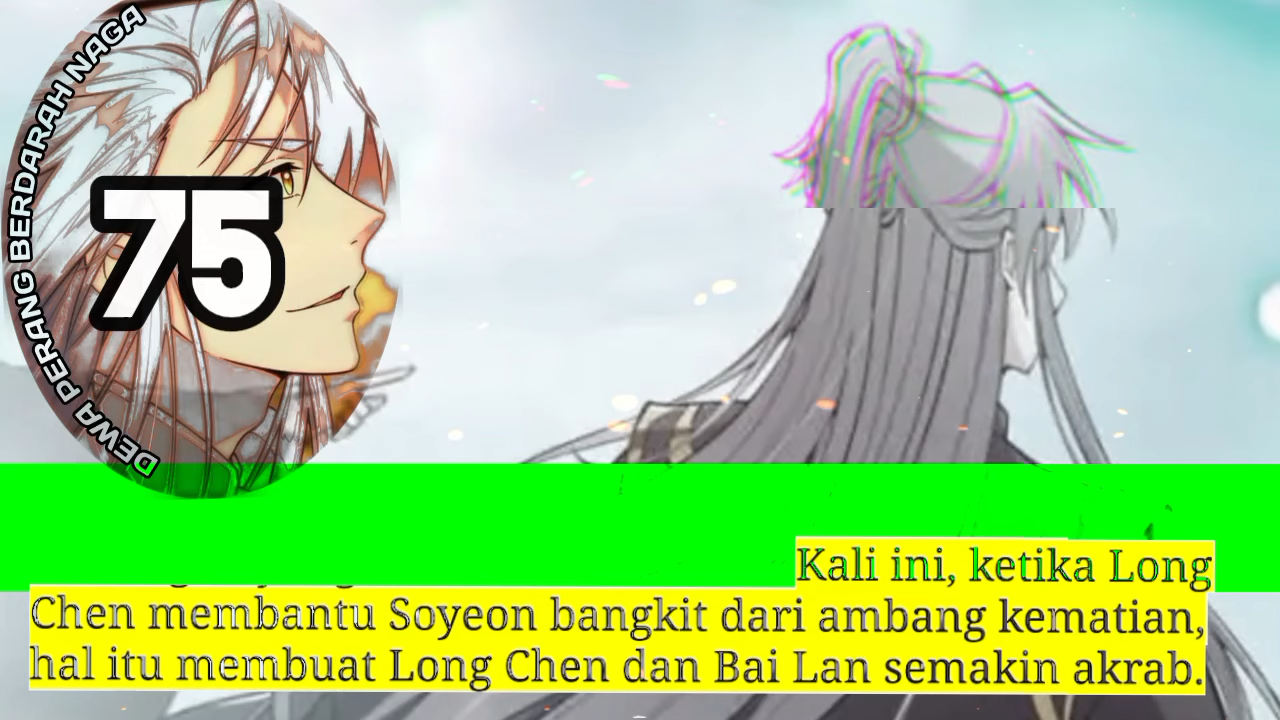 DEWA PERANG BERDARAH NAGA
75
Kali ini, ketika Long
Chen membantu Soyeon bangkit dari ambang kematian,
hal itu membuat Long Chen dan Bai Lan semakin akrab.